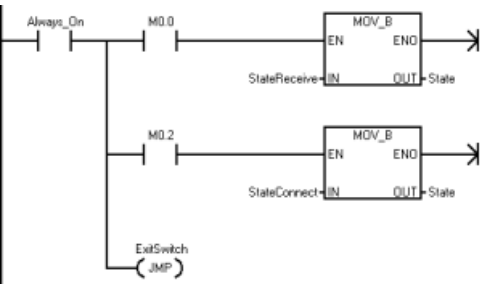 Always_On M0.0 MOV_B
EN ENO
StateReceive IN OUT State
M0.2 MOV_B
EN ENO
StateConnect IN OUT State
ExitSwitch
JMP